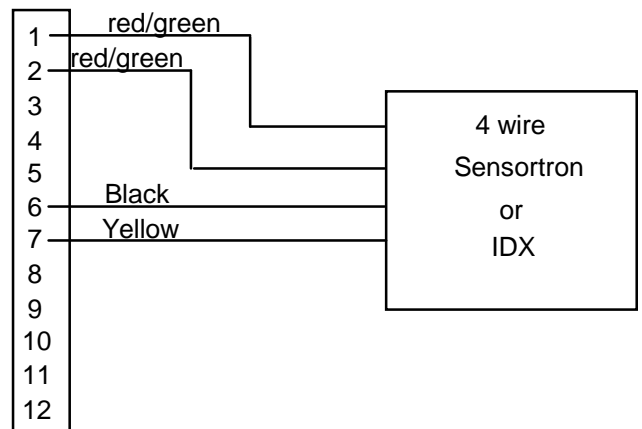 1 red/green
2 red/green
3
4
5
6 Black
7 Yellow
8
9
10
11
12
4 wire
Sensortron
or
IDX